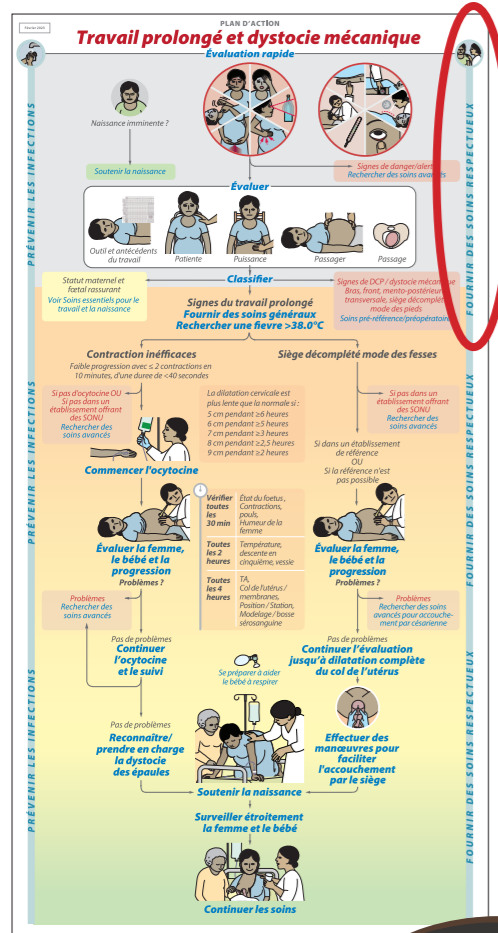 Février 2022
PLAN D'ACTION
Travail prolongé et dystocie mécanique
Évaluation rapide
PRÉVENIR LES INFECTIONS
FOURNIR DES SOINS RESPECTUEUX
Naissance imminente ?
Soutenir la naissance
Signes de danger/alerte
Rechercher des soins avancés
Évaluer
Outil et antécédents
du travail
Patiente
Puissance
Passager
Passage
Classifier
Statut maternel et
fœtal rassurant
Voir Soins essentiels pour le
travail et la naissance
Signes de DCP / dystocie mécanique
Bras, front, mento-postérieur
transversale, siège décomplété
mode des pieds
Soins pré-référence/préopératoire
Signes du travail prolongé
Fournir des soins généraux
Rechercher une fievre >38.0°C
Contraction inéfficaces
Faible progression avec ≤ 2 contractions en
10 minutes, d'une duree de <40 secondes
Siège décomplété mode des fesses
Si pas d'ocytocine OU
Si pas dans un
établissement offrant
des SONU
Rechercher des
soins avancés
La dilatation cervicale est
plus lente que la normale si :
5 cm pendant ≥6 heures
6 cm pendant ≥5 heures
7 cm pendant ≥3 heures
8 cm pendant ≥2,5 heures
9 cm pendant ≥2 heures
Si pas dans un
établissement offrant
des SONU
Rechercher des
soins avancés
Commencer l'ocytocine
Si dans un établissement
de référence
OU
Si la référence n'est
pas possible
PRÉVENIR LES INFECTIONS
FOURNIR DES SOINS RESPECTUEUX
Vérifier
toutes
les
30 min
État du foetus,
Contractions,
pouls,
Humeur de la
femme
Toutes
les 2
heures
Température,
descente en
cinquième, vessie
Toutes
les 4
heures
TA,
Col de l'utérus /
membranes,
Position / Station,
Modelage / bosse
sérosanguine
Évaluer la femme,
le bébé et la
progression
Problèmes ?
Évaluer la femme,
le bébé et la
progression
Problèmes ?
Problèmes
Rechercher des
soins avancés
Problèmes
Rechercher des soins
avancés pour accouche-
ment par césarienne
Pas de problèmes
Continuer
l'ocytocine
et le suivi
Pas de problèmes
Continuer l'évaluation
jusqu'à dilatation complète
du col de l'utérus
Se préparer à aider
le bébé à respirer
PRÉVENIR LES INFECTIONS
FOURNIR DES SOINS RESPECTUEUX
Pas de problèmes
Reconnaître/
prendre en charge
la dystocie
des épaules
Effectuer des
manœuvres pour
faciliter
l'accouchement
par le siège
Soutenir la naissance
Surveiller étroitement
la femme et le bébé
Continuer les soins